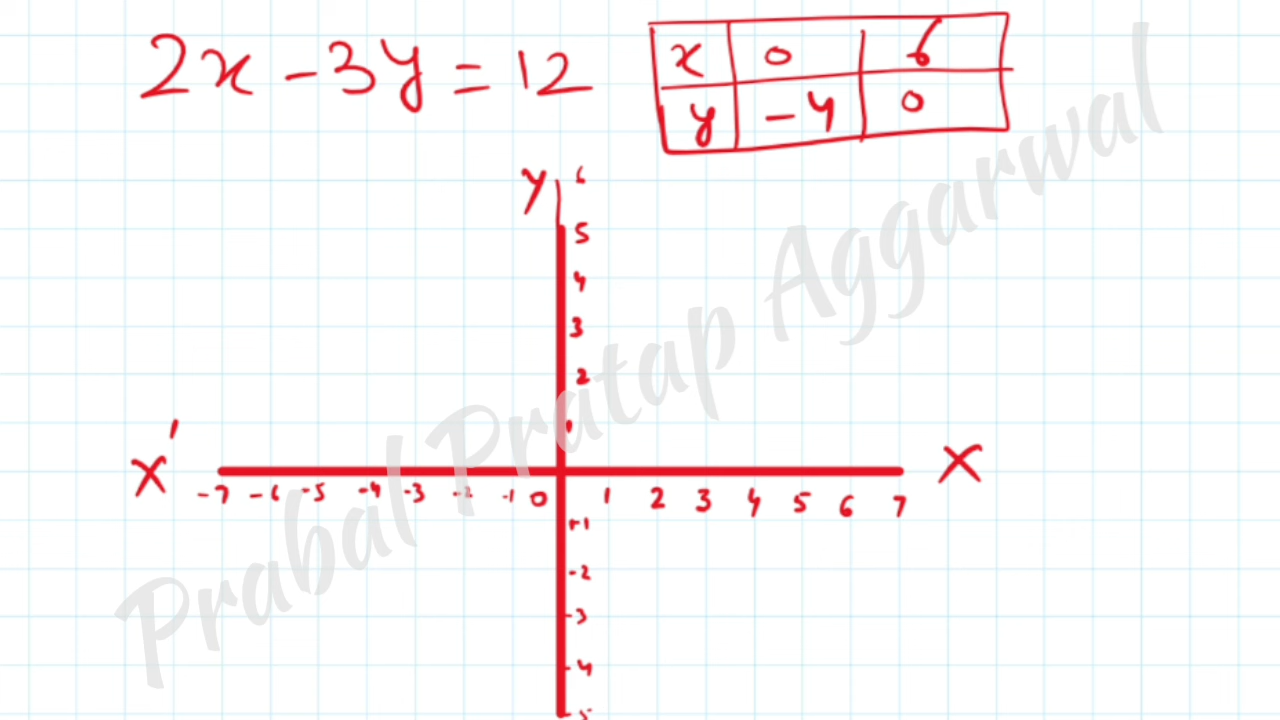 2x - 3y = 12
x 0 6
y -4 0
y 6
5
4
3
2
1
X' X
-7 -6 -5 -4 -3 -2 -1 0 1 2 3 4 5 6 7
-1
-2
-3
-4
Prabal Pratap Aggarwal